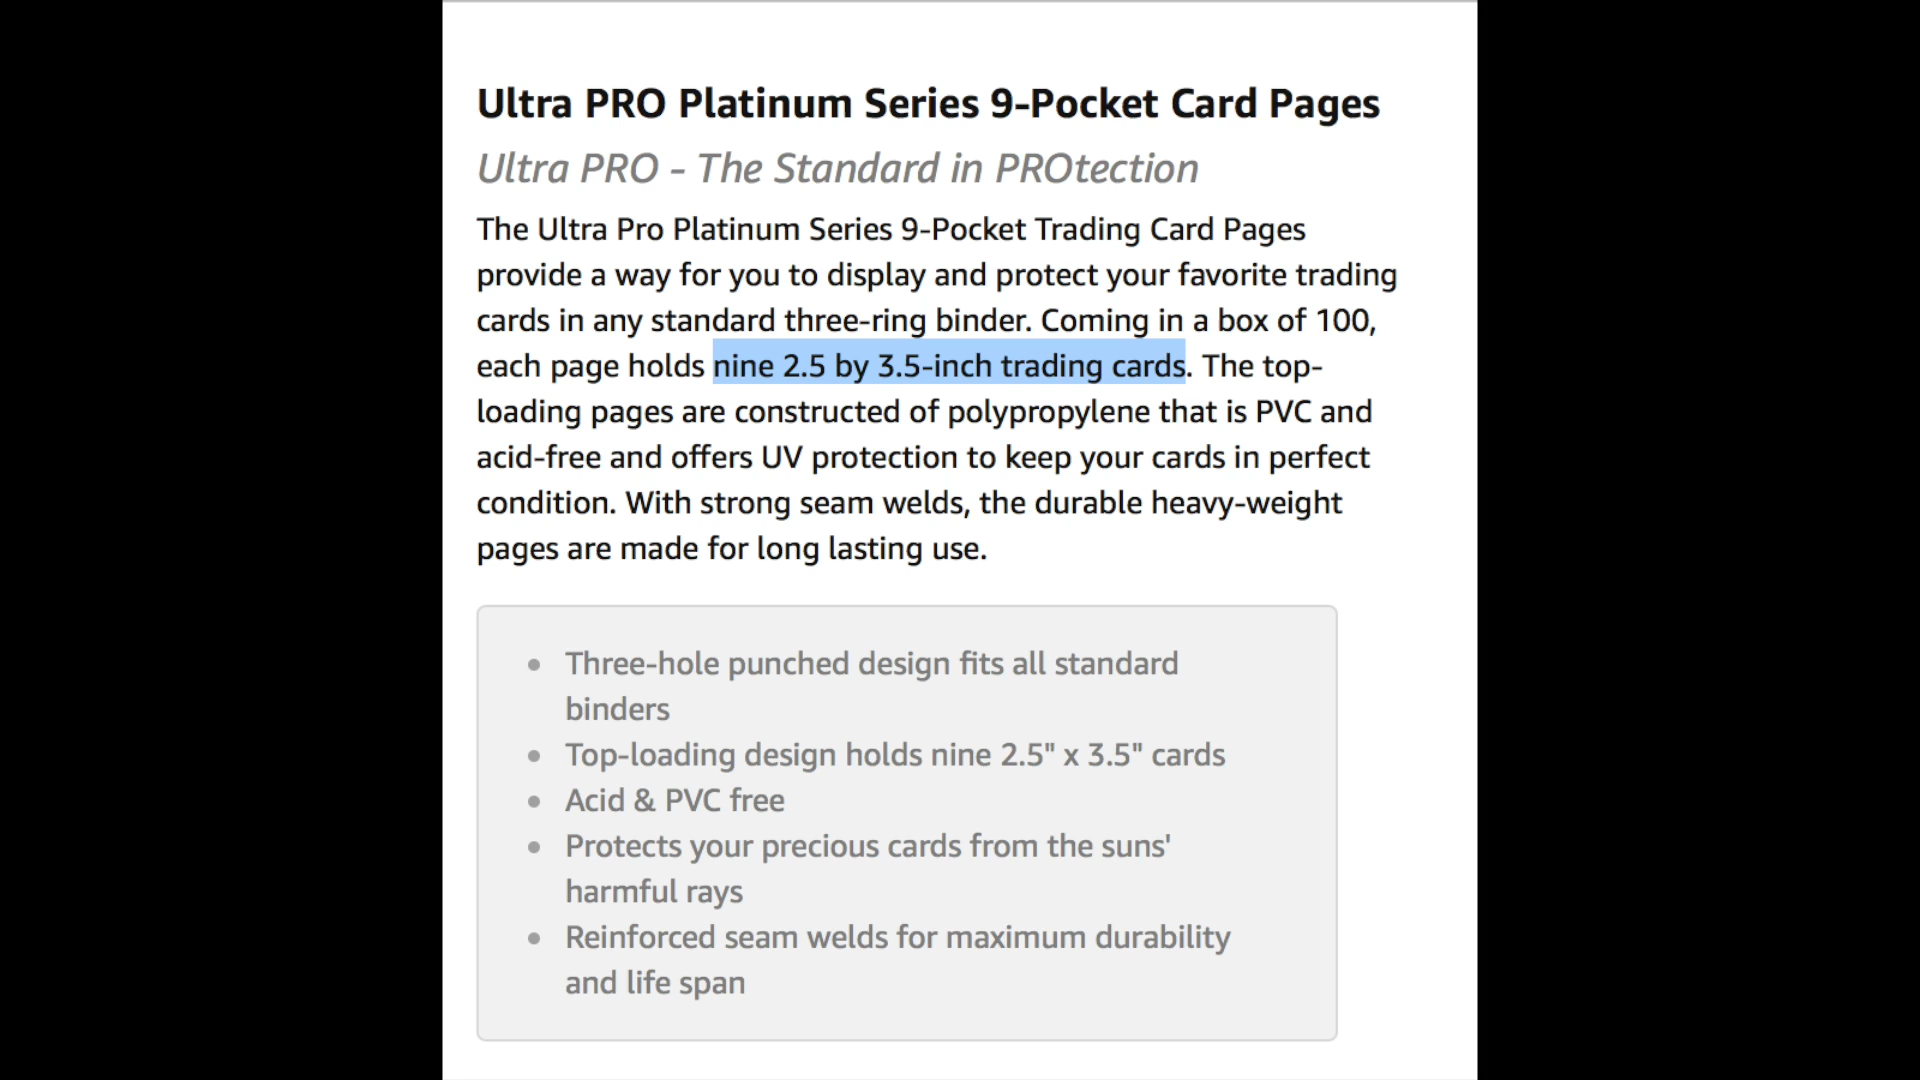 Ultra PRO Platinum Series 9-Pocket Card Pages
Ultra PRO - The Standard in PROtection
The Ultra Pro Platinum Series 9-Pocket Trading Card Pages
provide a way for you to display and protect your favorite trading
cards in any standard three-ring binder. Coming in a box of 100,
each page holds nine 2.5 by 3.5-inch trading cards. The top-
loading pages are constructed of polypropylene that is PVC and
acid-free and offers UV protection to keep your cards in perfect
condition. With strong seam welds, the durable heavy-weight
pages are made for long lasting use.
• Three-hole punched design fits all standard
binders
• Top-loading design holds nine 2.5" x 3.5" cards
• Acid & PVC free
• Protects your precious cards from the suns'
harmful rays
• Reinforced seam welds for maximum durability
and life span